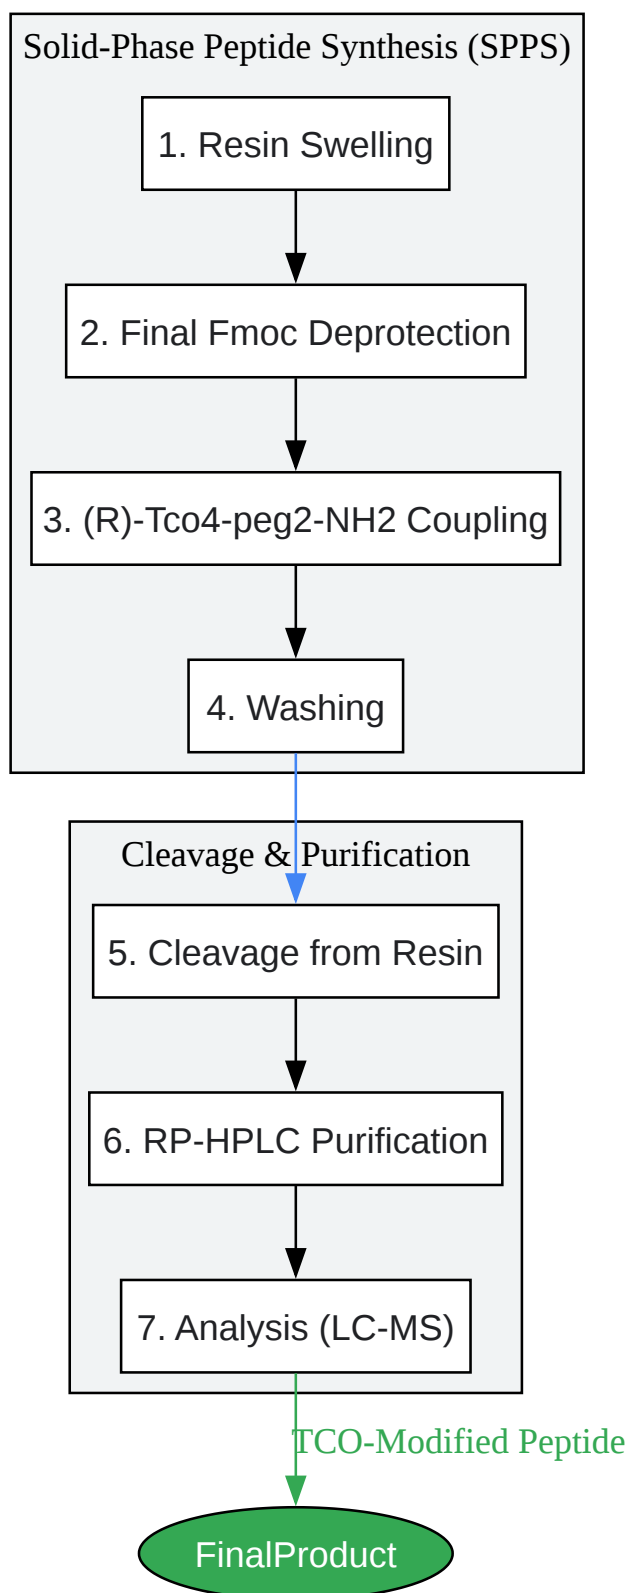 Solid-Phase Peptide Synthesis (SPPS)
1. Resin Swelling
2. Final Fmoc Deprotection
3. (R)-Tco4-peg2-NH2 Coupling
4. Washing
Cleavage & Purification
5. Cleavage from Resin
6. RP-HPLC Purification
7. Analysis (LC-MS)
TCO-Modified Peptide
FinalProduct